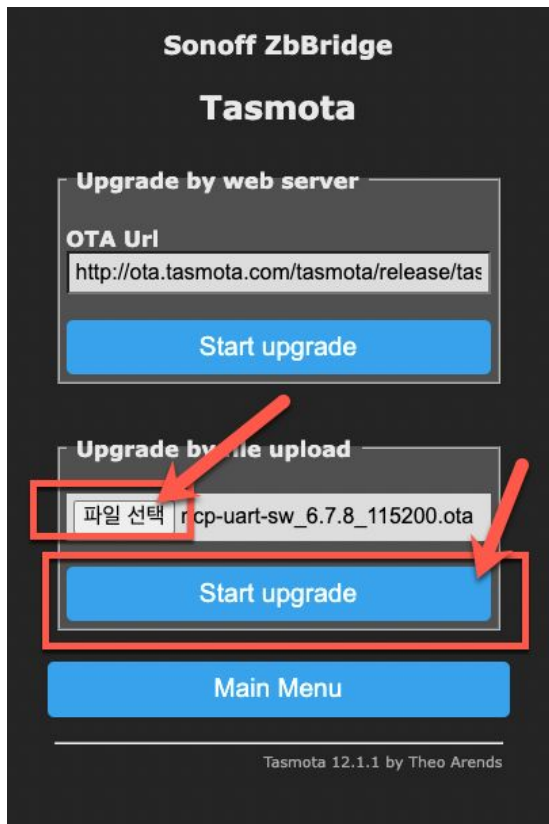 Sonoff ZbBridge
Tasmota
Upgrade by web server
OTA Url
http://ota.tasmota.com/tasmota/release/tas
Start upgrade
Upgrade by file upload
파일 선택 ncp-uart-sw_6.7.8_115200.ota
Start upgrade
Main Menu
Tasmota 12.1.1 by Theo Arends